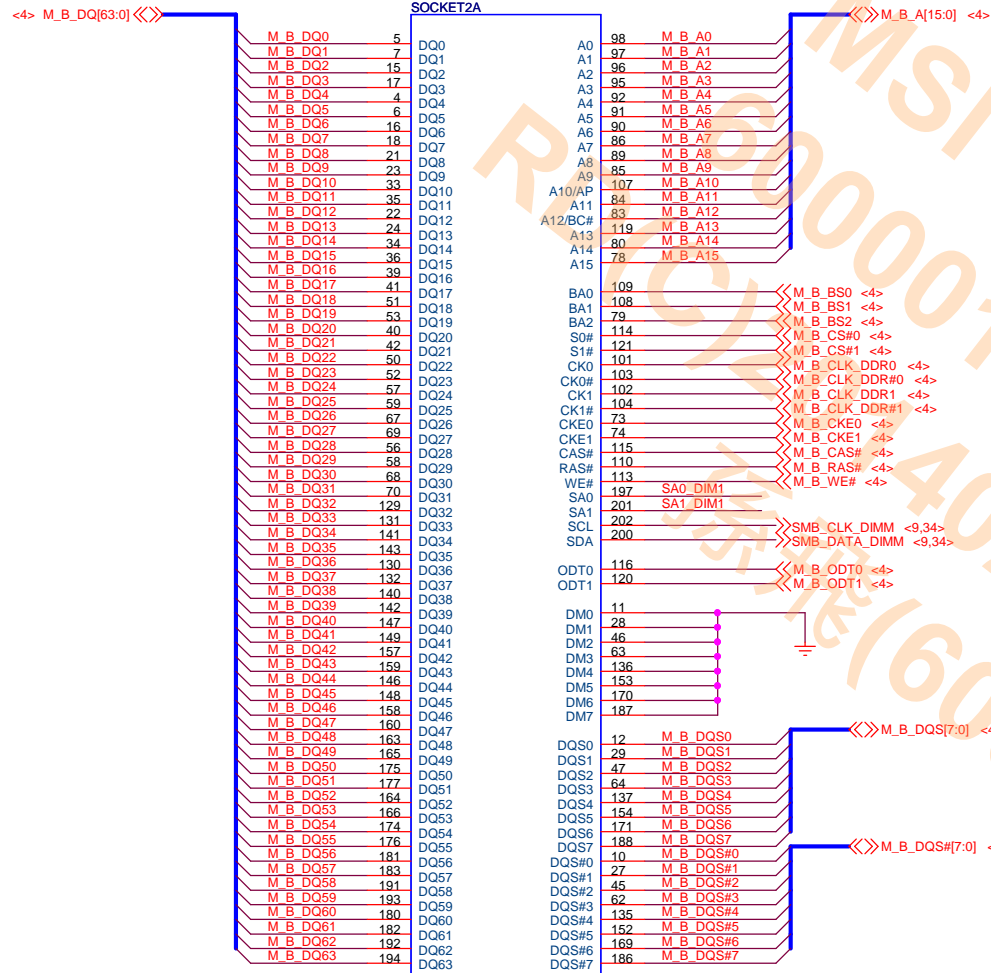 SOCKET2A
<4> M_B_DQ[63:0]
M_B_A[15:0] <4>
M_B_DQ0 5 DQ0 A0 98 M_B_A0
M_B_DQ1 7 DQ1 A1 97 M_B_A1
M_B_DQ2 15 DQ2 A2 96 M_B_A2
M_B_DQ3 17 DQ3 A3 95 M_B_A3
M_B_DQ4 4 DQ4 A4 92 M_B_A4
M_B_DQ5 6 DQ5 A5 91 M_B_A5
M_B_DQ6 16 DQ6 A6 90 M_B_A6
M_B_DQ7 18 DQ7 A7 86 M_B_A7
M_B_DQ8 21 DQ8 A8 89 M_B_A8
M_B_DQ9 23 DQ9 A9 85 M_B_A9
M_B_DQ10 33 DQ10 A10/AP 107 M_B_A10
M_B_DQ11 35 DQ11 A11 84 M_B_A11
M_B_DQ12 22 DQ12 A12/BC# 83 M_B_A12
M_B_DQ13 24 DQ13 A13 119 M_B_A13
M_B_DQ14 34 DQ14 A14 80 M_B_A14
M_B_DQ15 36 DQ15 A15 78 M_B_A15
M_B_DQ16 39 DQ16
M_B_DQ17 41 DQ17 BA0 109 M_B_BS0 <4>
M_B_DQ18 51 DQ18 BA1 108 M_B_BS1 <4>
M_B_DQ19 53 DQ19 BA2 79 M_B_BS2 <4>
M_B_DQ20 40 DQ20 S0# 114 M_B_CS#0 <4>
M_B_DQ21 42 DQ21 S1# 121 M_B_CS#1 <4>
M_B_DQ22 50 DQ22 CK0 101 M_B_CLK_DDR0 <4>
M_B_DQ23 52 DQ23 CK0# 103 M_B_CLK_DDR#0 <4>
M_B_DQ24 57 DQ24 CK1 102 M_B_CLK_DDR1 <4>
M_B_DQ25 59 DQ25 CK1# 104 M_B_CLK_DDR#1 <4>
M_B_DQ26 67 DQ26 CKE0 73 M_B_CKE0 <4>
M_B_DQ27 69 DQ27 CKE1 74 M_B_CKE1 <4>
M_B_DQ28 56 DQ28 CAS# 115 M_B_CAS# <4>
M_B_DQ29 58 DQ29 RAS# 110 M_B_RAS# <4>
M_B_DQ30 68 DQ30 WE# 113 M_B_WE# <4>
M_B_DQ31 70 DQ31 SA0 197 SA0_DIM1
M_B_DQ32 129 DQ32 SA1 201 SA1_DIM1
M_B_DQ33 131 DQ33 SCL 202 SMB_CLK_DIMM <9,34>
M_B_DQ34 141 DQ34 SDA 200 SMB_DATA_DIMM <9,34>
M_B_DQ35 143 DQ35
M_B_DQ36 130 DQ36 ODT0 116 M_B_ODT0 <4>
M_B_DQ37 132 DQ37 ODT1 120 M_B_ODT1 <4>
M_B_DQ38 140 DQ38
M_B_DQ39 142 DQ39 DM0 11
M_B_DQ40 147 DQ40 DM1 28
M_B_DQ41 149 DQ41 DM2 46
M_B_DQ42 157 DQ42 DM3 63
M_B_DQ43 159 DQ43 DM4 136
M_B_DQ44 146 DQ44 DM5 153
M_B_DQ45 148 DQ45 DM6 170
M_B_DQ46 158 DQ46 DM7 187
M_B_DQ47 160 DQ47
M_B_DQS[7:0]
M_B_DQ48 163 DQ48 DQS0 12 M_B_DQS0
M_B_DQ49 165 DQ49 DQS1 29 M_B_DQS1
M_B_DQ50 175 DQ50 DQS2 47 M_B_DQS2
M_B_DQ51 177 DQ51 DQS3 64 M_B_DQS3
M_B_DQ52 164 DQ52 DQS4 137 M_B_DQS4
M_B_DQ53 166 DQ53 DQS5 154 M_B_DQS5
M_B_DQ54 174 DQ54 DQS6 171 M_B_DQS6
M_B_DQ55 176 DQ55 DQS7 188 M_B_DQS7
M_B_DQS#[7:0]
M_B_DQ56 181 DQ56 DQS#0 10 M_B_DQS#0
M_B_DQ57 183 DQ57 DQS#1 27 M_B_DQS#1
M_B_DQ58 191 DQ58 DQS#2 45 M_B_DQS#2
M_B_DQ59 193 DQ59 DQS#3 62 M_B_DQS#3
M_B_DQ60 180 DQ60 DQS#4 135 M_B_DQS#4
M_B_DQ61 182 DQ61 DQS#5 152 M_B_DQS#5
M_B_DQ62 192 DQ62 DQS#6 169 M_B_DQS#6
M_B_DQ63 194 DQ63 DQS#7 186 M_B_DQS#7
MSI